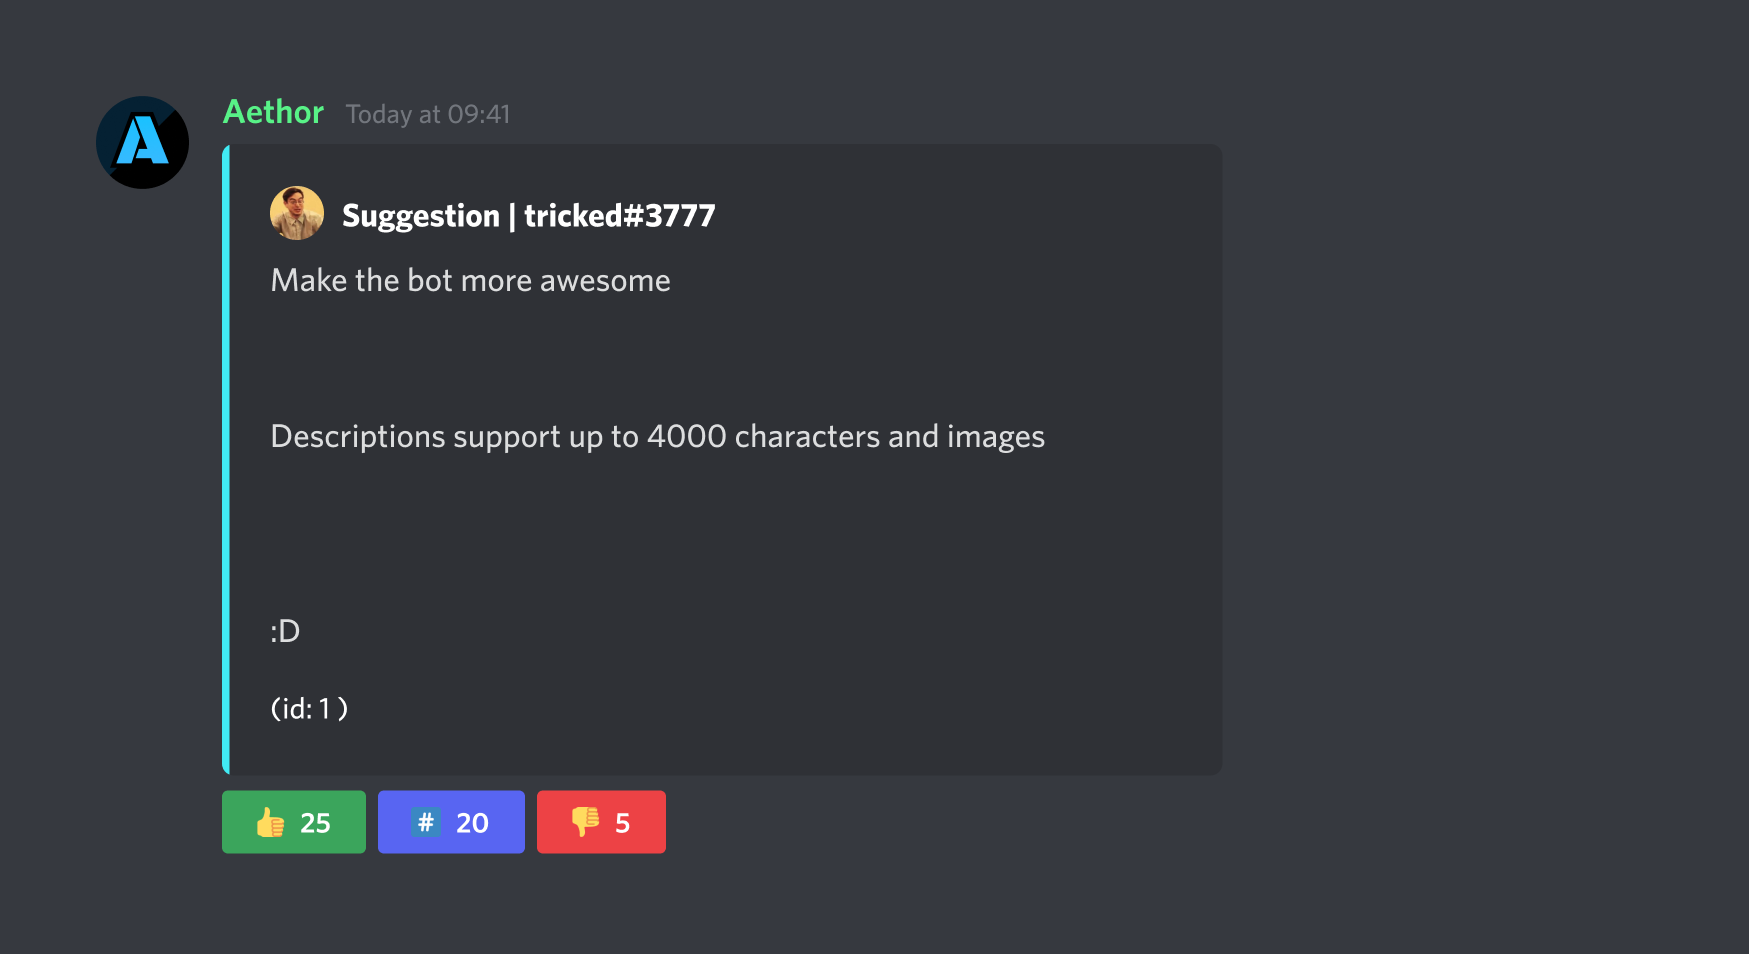 A
Aethor Today at 09:41
Suggestion | tricked#3777
Make the bot more awesome
Descriptions support up to 4000 characters and images
:D
(id: 1 )
👍 25 #️⃣ 20 👎 5